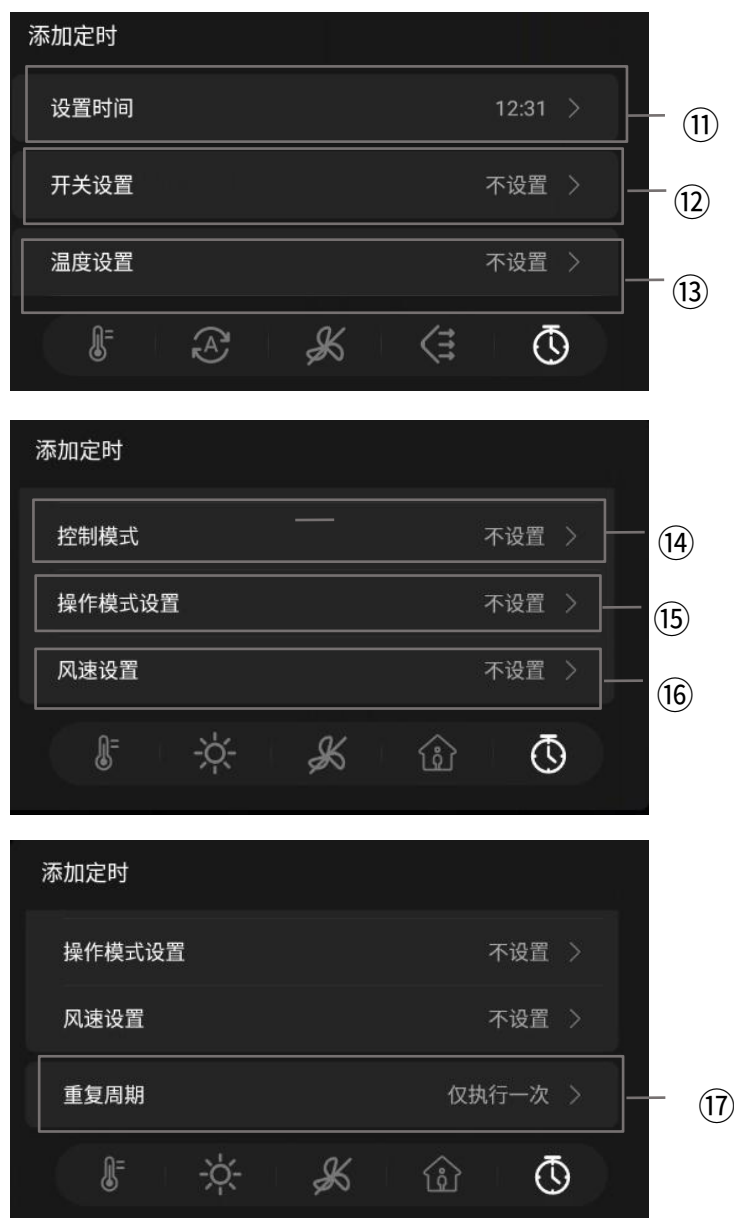 添加定时
设置时间 12:31
⑪
开关设置 不设置
⑫
温度设置 不设置
⑬
A
添加定时
控制模式 不设置
⑭
操作模式设置 不设置
⑮
风速设置 不设置
⑯
添加定时
操作模式设置 不设置
风速设置 不设置
重复周期 仅执行一次
⑰